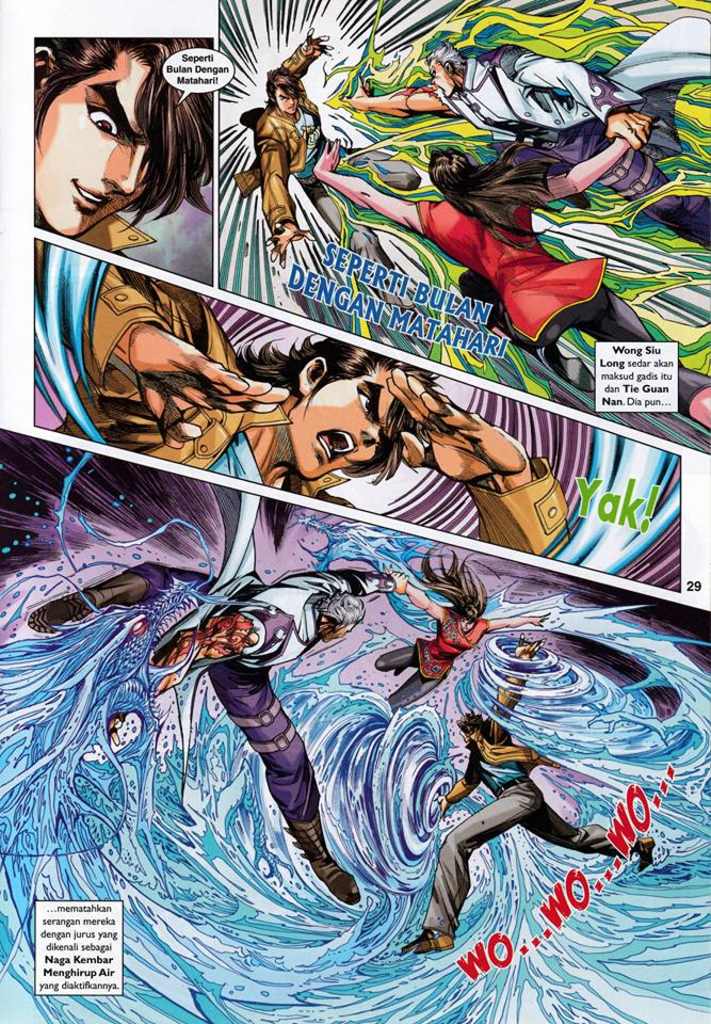 Seperti
Bulan Dengan
Matahari!
SEPERTI BULAN
DENGAN MATAHARI
Wong Siu
Long sedar akan
maksud gadis itu
dan Tie Guan
Nan. Dia pun...
Yak!
29
...mematahkan
serangan mereka
dengan jurus yang
dikenali sebagai
Naga Kembar
Menghirup Air
yang diaktifkannya.
WO...WO...WO...